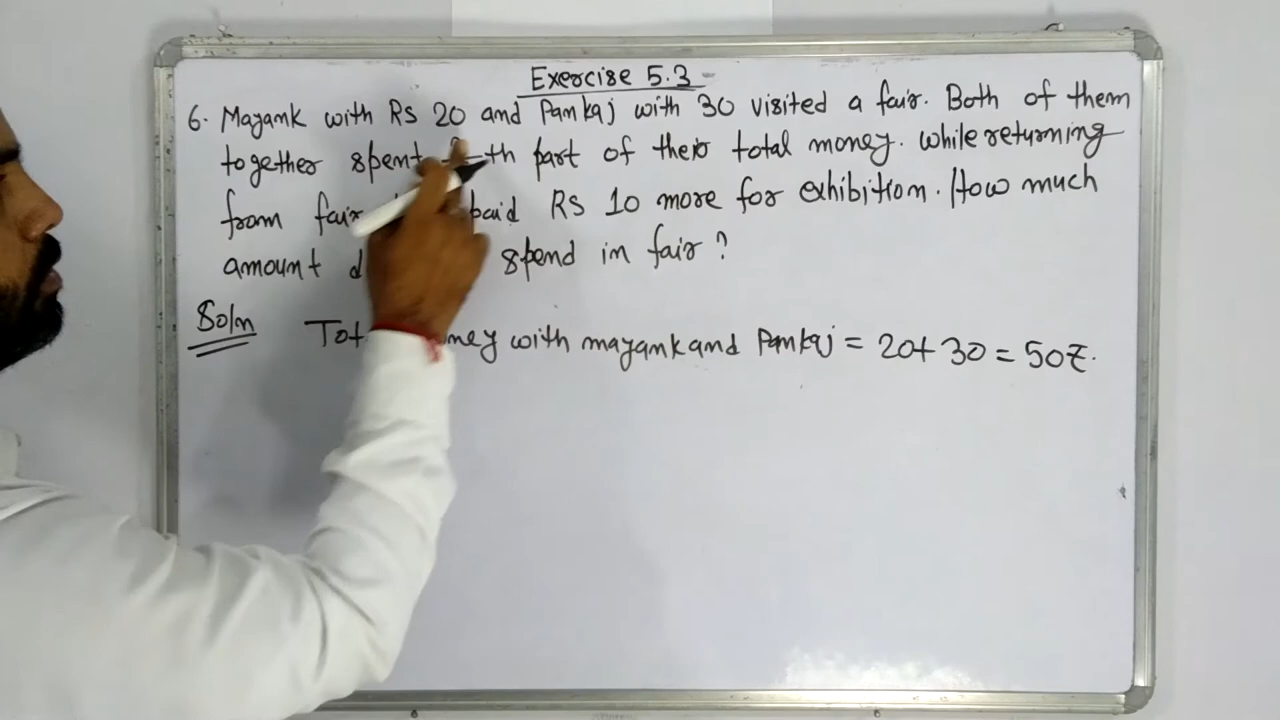 Exercise 5.3
6. Mayank with Rs 20 and Pankaj with 30 visited a fair. Both of them
together spent th part of their total money. while returning
from fair paid Rs 10 more for exhibition. How much
amount spend in fair ?
Soln Tot ney with mayank and Pankaj = 20+ 30 = 50₹.